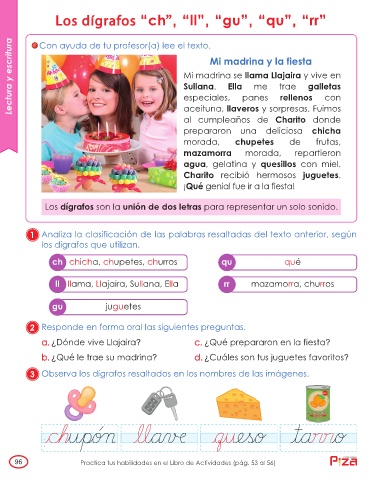 Los dígrafos “ch”, “ll”, “gu”, “qu”, “rr”
Lectura y escritura
Con ayuda de tu profesor(a) lee el texto.
Mi madrina y la fiesta
Mi madrina se llama Llajaira y vive en
Sullana. Ella me trae galletas
especiales, panes rellenos con
aceituna, llaveros y sorpresas. Fuimos
al cumpleaños de Charito donde
prepararon una deliciosa chicha
morada, chupetes de frutas,
mazamorra morada, repartieron
agua, gelatina y quesillos con miel.
Charito recibió hermosos juguetes.
¡Qué genial fue ir a la fiesta!
Los dígrafos son la unión de dos letras para representar un solo sonido.
1 Analiza la clasificación de las palabras resaltadas del texto anterior, según
los dígrafos que utilizan.
ch chicha, chupetes, churros
qu qué
ll llama, Llajaira, Sullana, Ella
rr mazamorra, churros
gu juguetes
2 Responde en forma oral las siguientes preguntas.
a. ¿Dónde vive Llajaira?
c. ¿Qué prepararon en la fiesta?
b. ¿Qué le trae su madrina?
d. ¿Cuáles son tus juguetes favoritos?
3 Observa los dígrafos resaltados en los nombres de las imágenes.
chupón llave queso tarro
96
Practica tus habilidades en el Libro de Actividades (pág. 53 al 56)